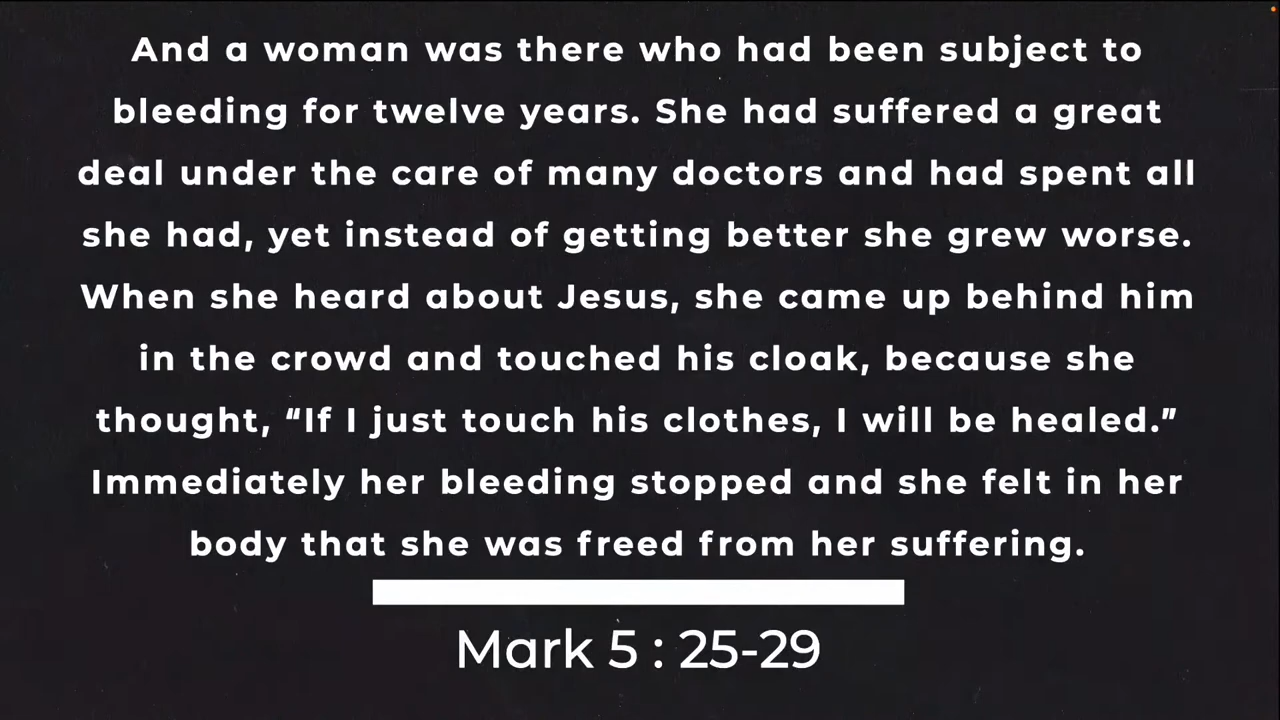 And a woman was there who had been subject to
bleeding for twelve years. She had suffered a great
deal under the care of many doctors and had spent all
she had, yet instead of getting better she grew worse.
When she heard about Jesus, she came up behind him
in the crowd and touched his cloak, because she
thought, “If I just touch his clothes, I will be healed.”
Immediately her bleeding stopped and she felt in her
body that she was freed from her suffering.
Mark 5 : 25-29